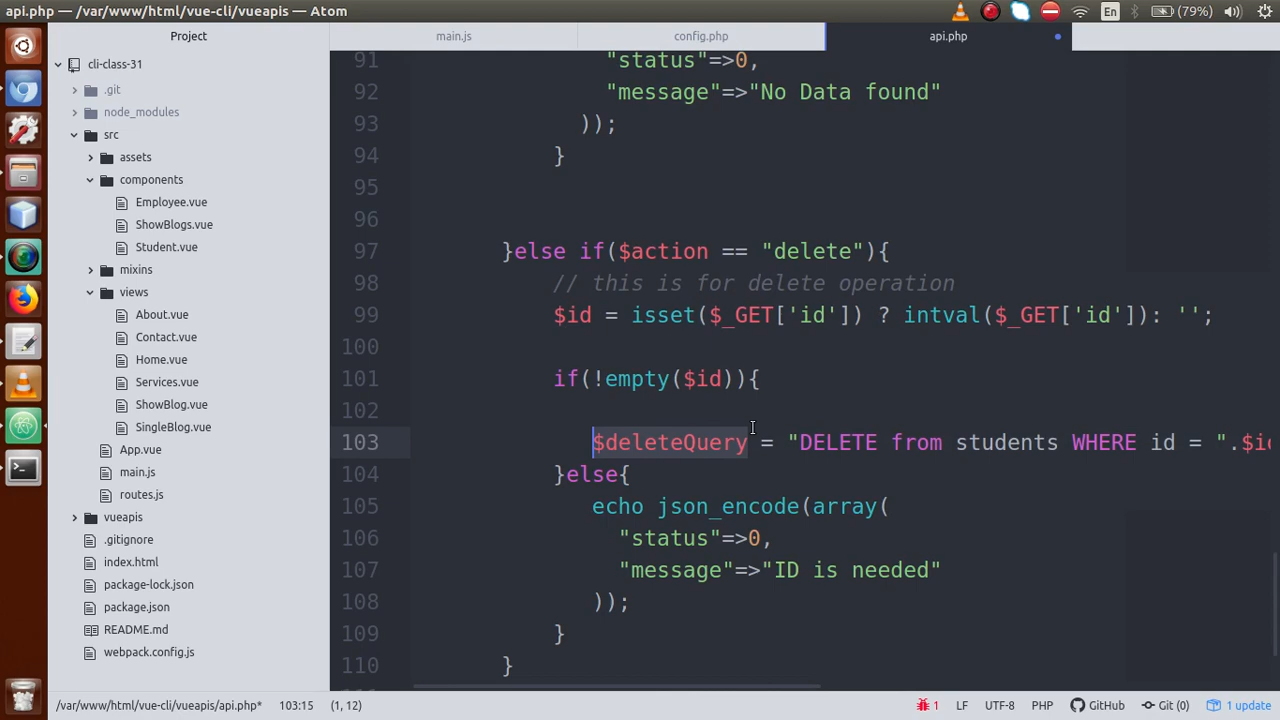 api.php — /var/www/html/vue-cli/vueapis — Atom
En
(79%)
Project
main.js
config.php
api.php
cli-class-31
.git
node_modules
src
assets
components
Employee.vue
ShowBlogs.vue
Student.vue
mixins
views
About.vue
Contact.vue
Home.vue
Services.vue
ShowBlog.vue
SingleBlog.vue
App.vue
main.js
routes.js
vueapis
.gitignore
index.html
package-lock.json
package.json
README.md
webpack.config.js
91 "status"=>0,
92 "message"=>"No Data found"
93 ));
94 }
95
96
97 }else if($action == "delete"){
98 // this is for delete operation
99 $id = isset($_GET['id']) ? intval($_GET['id']): '';
100
101 if(!empty($id)){
102
103 $deleteQuery = "DELETE from students WHERE id = ".$id
104 }else{
105 echo json_encode(array(
106 "status"=>0,
107 "message"=>"ID is needed"
108 ));
109 }
110 }
/var/www/html/vue-cli/vueapis/api.php* 103:15 (1, 12) 1 LF UTF-8 PHP GitHub Git (0) 1 update